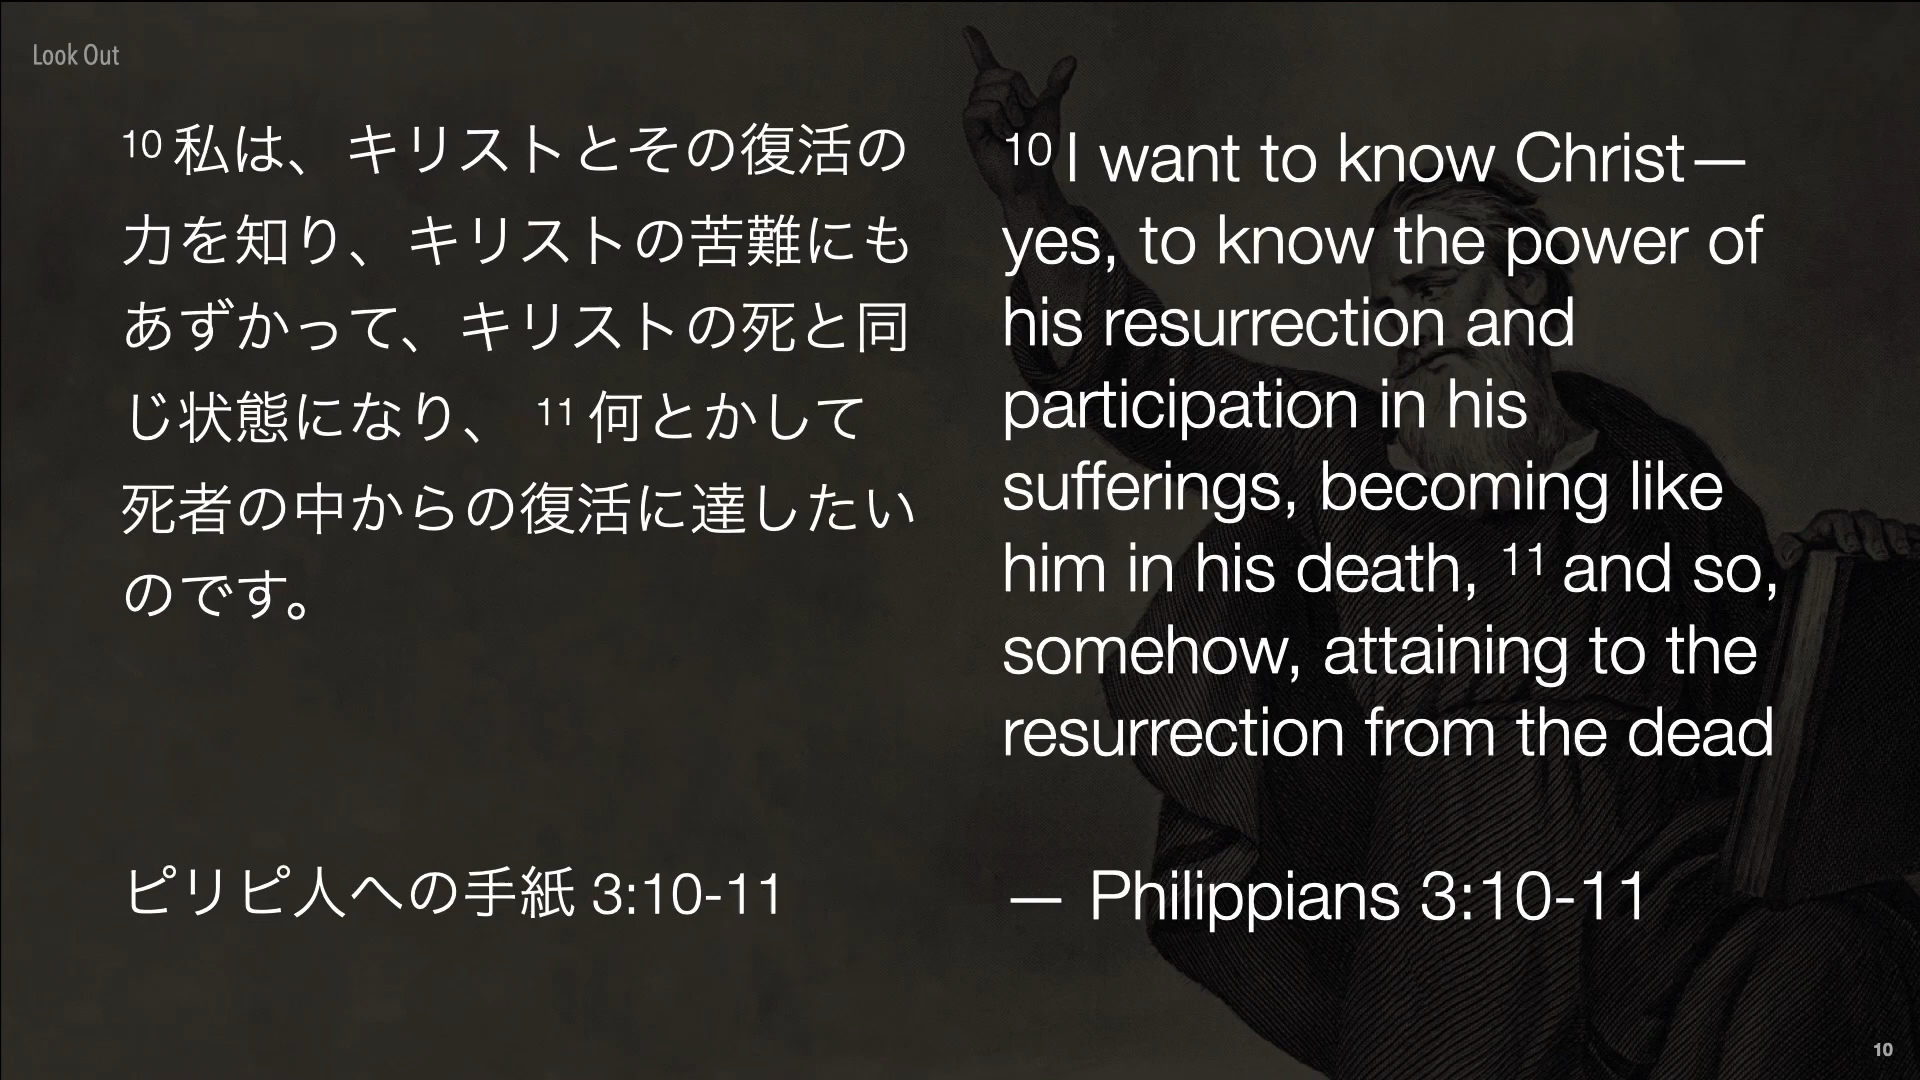 Look Out
10 私は、キリストとその復活の
力を知り、キリストの苦難にも
あずかって、キリストの死と同
じ状態になり、 11 何とかして
死者の中からの復活に達したい
のです。
ピリピ人への手紙 3:10-11
10 I want to know Christ—
yes, to know the power of
his resurrection and
participation in his
sufferings, becoming like
him in his death, 11 and so,
somehow, attaining to the
resurrection from the dead
— Philippians 3:10-11
10